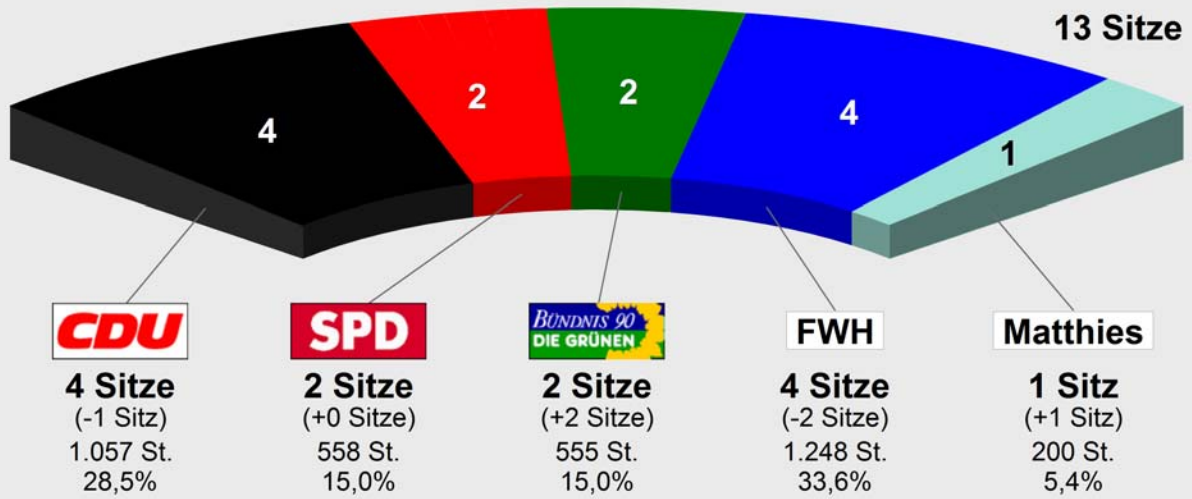 13 Sitze
4
2
2
4
1
CDU
SPD
BÜNDNIS 90
DIE GRÜNEN
FWH
Matthies
4 Sitze
(-1 Sitz)
1.057 St.
28,5%
2 Sitze
(+0 Sitze)
558 St.
15,0%
2 Sitze
(+2 Sitze)
555 St.
15,0%
4 Sitze
(-2 Sitze)
1.248 St.
33,6%
1 Sitz
(+1 Sitz)
200 St.
5,4%